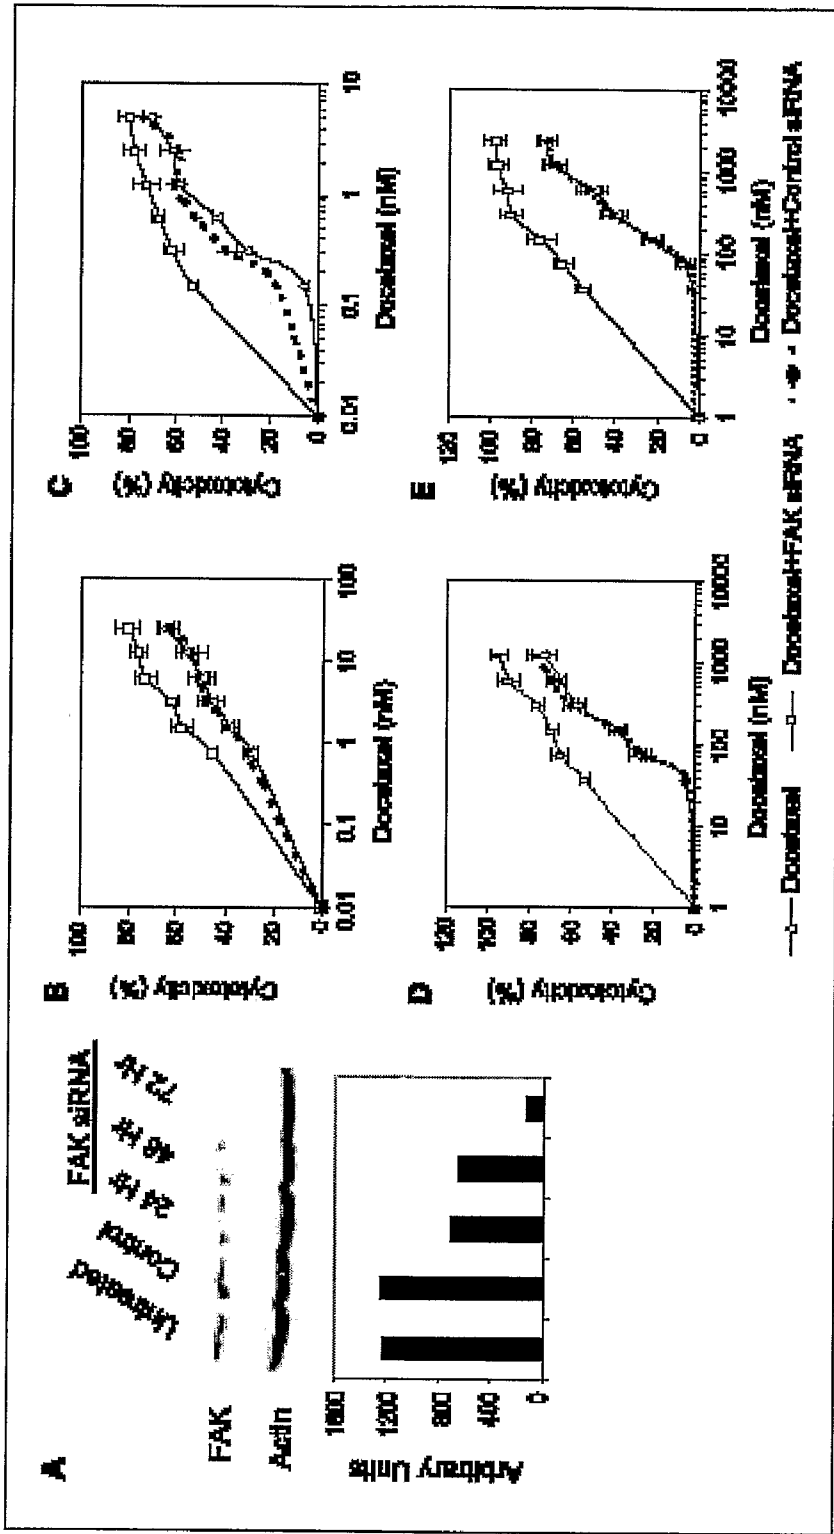 A
Untreated
Control
FAK siRNA
24 Hr
48 Hr
72 Hr
FAK
Actin
Arbitrary Units
1600
1200
800
400
0
B
Cytotoxicity (%)
100
80
60
40
20
0
0.01
0.1
1
10
100
Docetaxel (nM)
C
Cytotoxicity (%)
100
80
60
40
20
0
0.01
0.1
1
10
Docetaxel (nM)
D
Cytotoxicity (%)
120
100
80
60
40
20
0
1
10
100
1000
10000
Docetaxel (nM)
E
Cytotoxicity (%)
120
100
80
60
40
20
0
1
10
100
1000
10000
Docetaxel (nM)
Docetaxel
Docetaxel+FAK siRNA
Docetaxel+Control siRNA